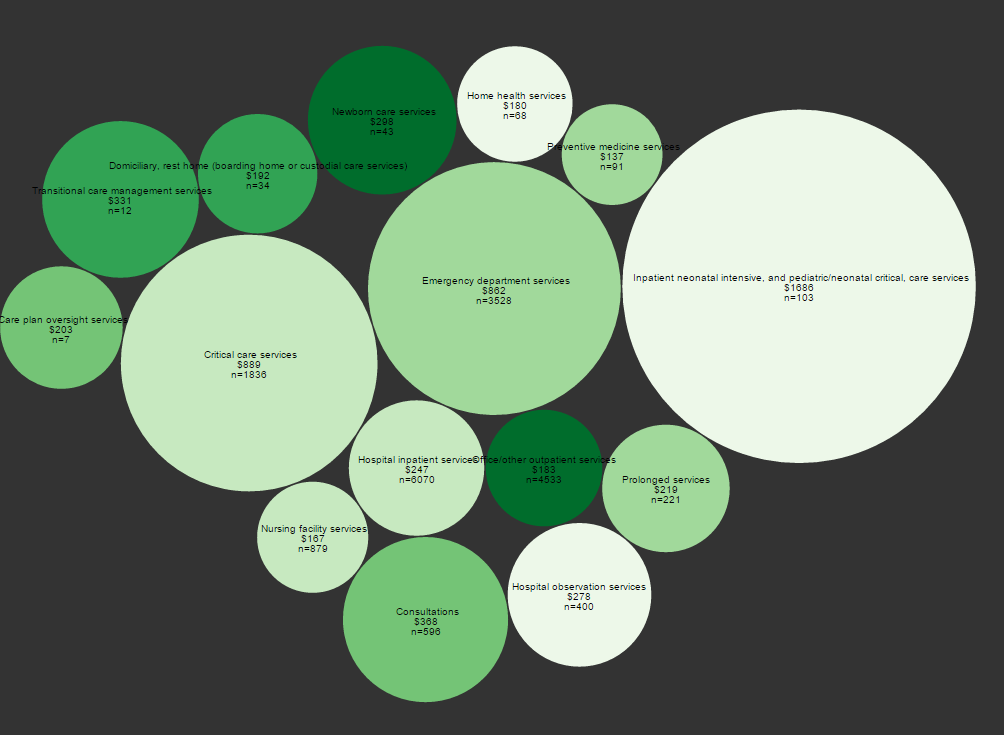 Newborn care services
$298
n=43
Home health services
$180
n=68
Preventive medicine services
$137
n=91
Domiciliary, rest home (boarding home or custodial care services)
$192
n=34
Transitional care management services
$331
n=12
Emergency department services
$862
n=3528
Inpatient neonatal intensive, and pediatric/neonatal critical, care services
$1686
n=103
Care plan oversight services
$203
n=7
Critical care services
$889
n=1836
Hospital inpatient services
$247
n=6070
Office/other outpatient services
$183
n=4533
Prolonged services
$219
n=221
Nursing facility services
$167
n=879
Hospital observation services
$278
n=400
Consultations
$368
n=596